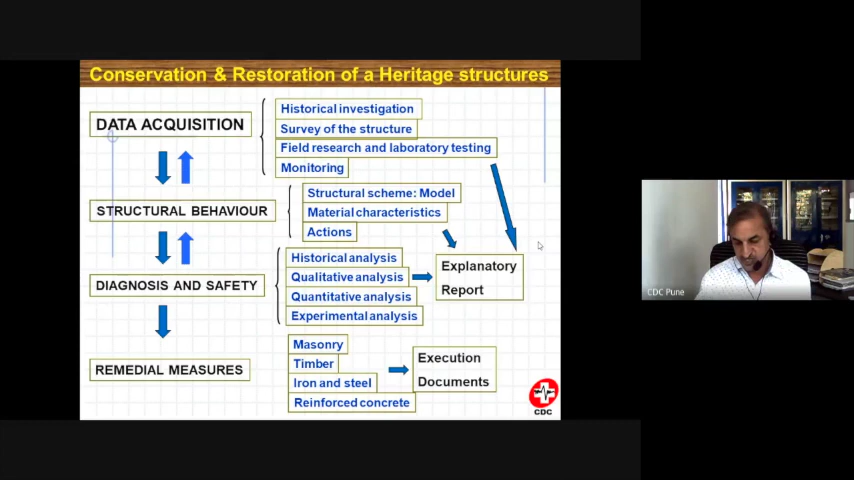 Conservation & Restoration of a Heritage structures
DATA ACQUISITION
Historical investigation
Survey of the structure
Field research and laboratory testing
Monitoring
STRUCTURAL BEHAVIOUR
Structural scheme: Model
Material characteristics
Actions
DIAGNOSIS AND SAFETY
Historical analysis
Qualitative analysis
Quantitative analysis
Experimental analysis
Explanatory
Report
REMEDIAL MEASURES
Masonry
Timber
Iron and steel
Reinforced concrete
Execution
Documents
CDC
CDC Pune